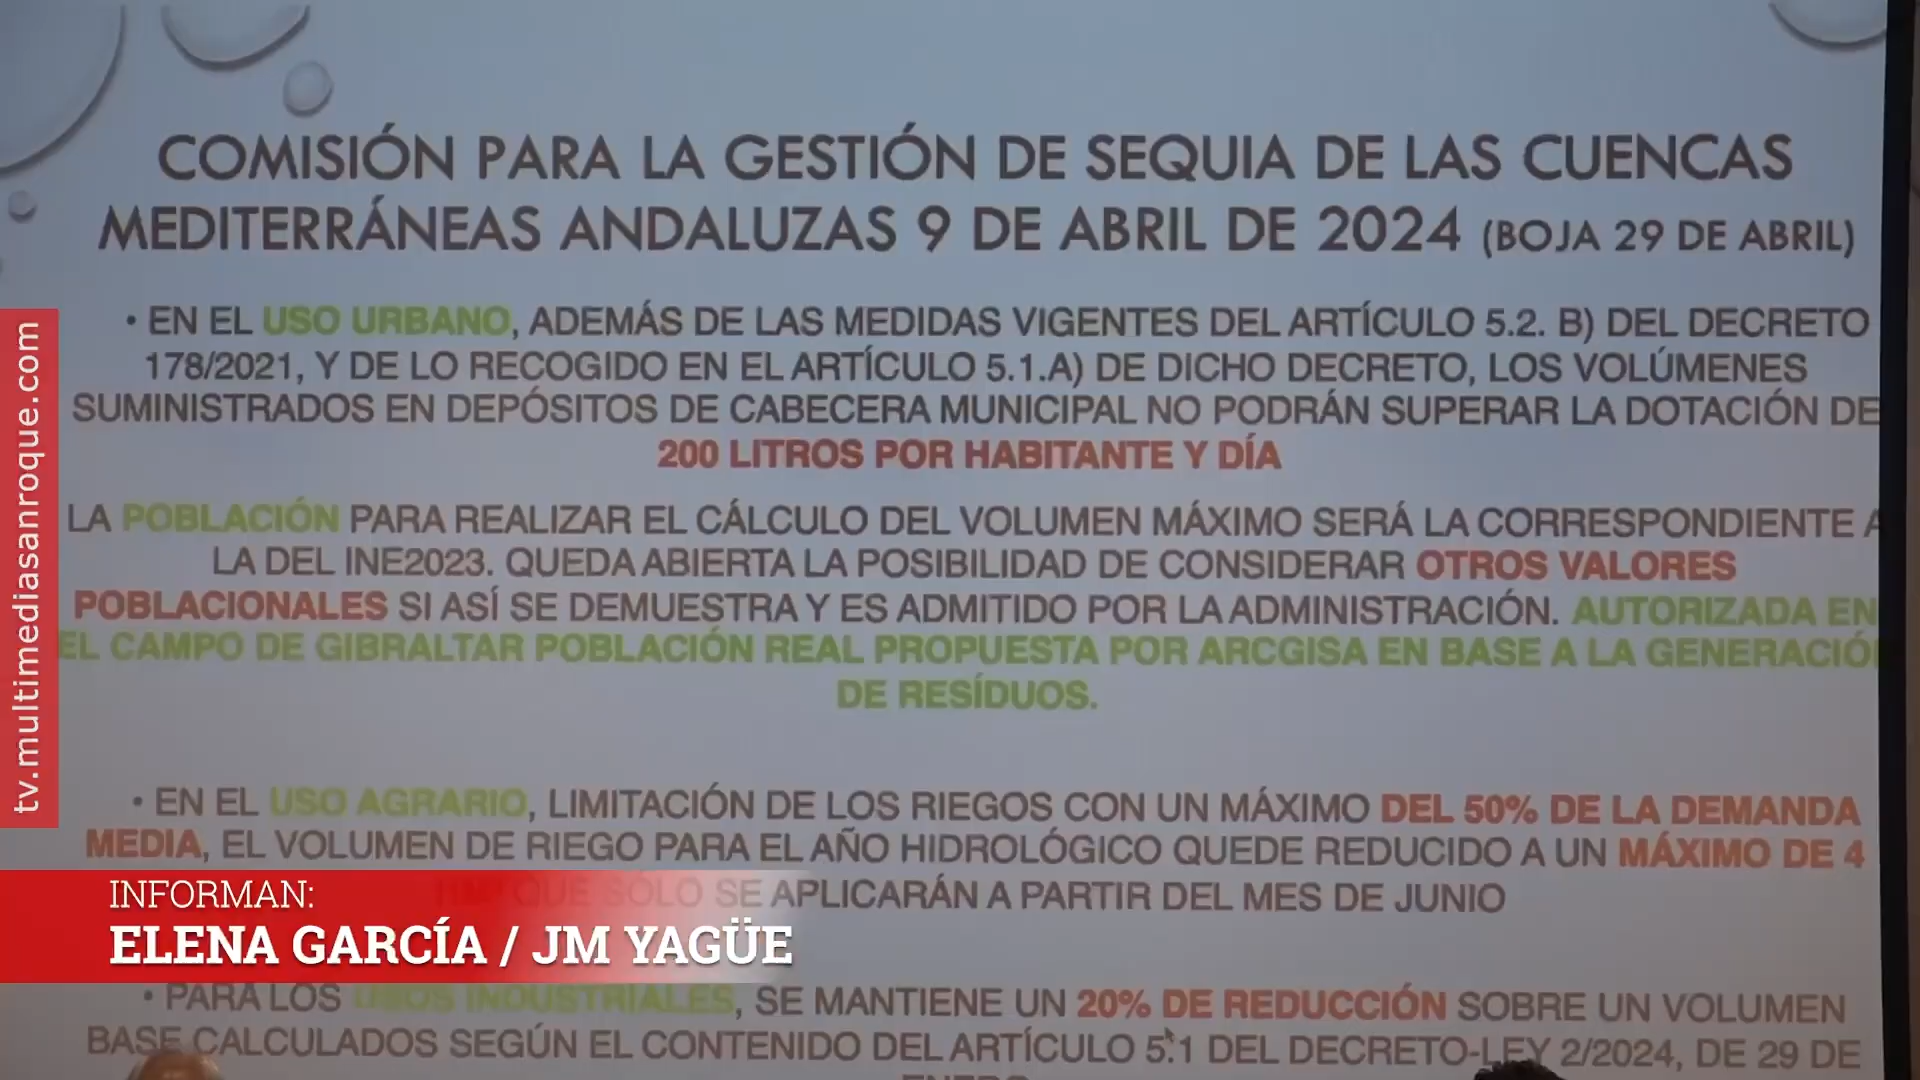 COMISIÓN PARA LA GESTIÓN DE SEQUIA DE LAS CUENCAS
MEDITERRÁNEAS ANDALUZAS 9 DE ABRIL DE 2024 (BOJA 29 DE ABRIL)
• EN EL USO URBANO, ADEMÁS DE LAS MEDIDAS VIGENTES DEL ARTÍCULO 5.2. B) DEL DECRETO
178/2021, Y DE LO RECOGIDO EN EL ARTÍCULO 5.1.A) DE DICHO DECRETO, LOS VOLÚMENES
SUMINISTRADOS EN DEPÓSITOS DE CABECERA MUNICIPAL NO PODRÁN SUPERAR LA DOTACIÓN DE
200 LITROS POR HABITANTE Y DÍA
LA POBLACIÓN PARA REALIZAR EL CÁLCULO DEL VOLUMEN MÁXIMO SERÁ LA CORRESPONDIENTE A
LA DEL INE2023. QUEDA ABIERTA LA POSIBILIDAD DE CONSIDERAR OTROS VALORES
POBLACIONALES SI ASÍ SE DEMUESTRA Y ES ADMITIDO POR LA ADMINISTRACIÓN. AUTORIZADA EN
EL CAMPO DE GIBRALTAR POBLACIÓN REAL PROPUESTA POR ARCGISA EN BASE A LA GENERACIÓN
DE RESÍDUOS.
• EN EL USO AGRARIO, LIMITACIÓN DE LOS RIEGOS CON UN MÁXIMO DEL 50% DE LA DEMANDA
MEDIA, EL VOLUMEN DE RIEGO PARA EL AÑO HIDROLÓGICO QUEDE REDUCIDO A UN MÁXIMO DE 4
QUE SÓLO SE APLICARÁN A PARTIR DEL MES DE JUNIO
• PARA LOS USOS INDUSTRIALES, SE MANTIENE UN 20% DE REDUCCIÓN SOBRE UN VOLUMEN
BASE CALCULADOS SEGÚN EL CONTENIDO DEL ARTÍCULO 5.1 DEL DECRETO-LEY 2/2024, DE 29 DE
tv.multimediasanroque.com
INFORMAN:
ELENA GARCÍA / JM YAGÜE